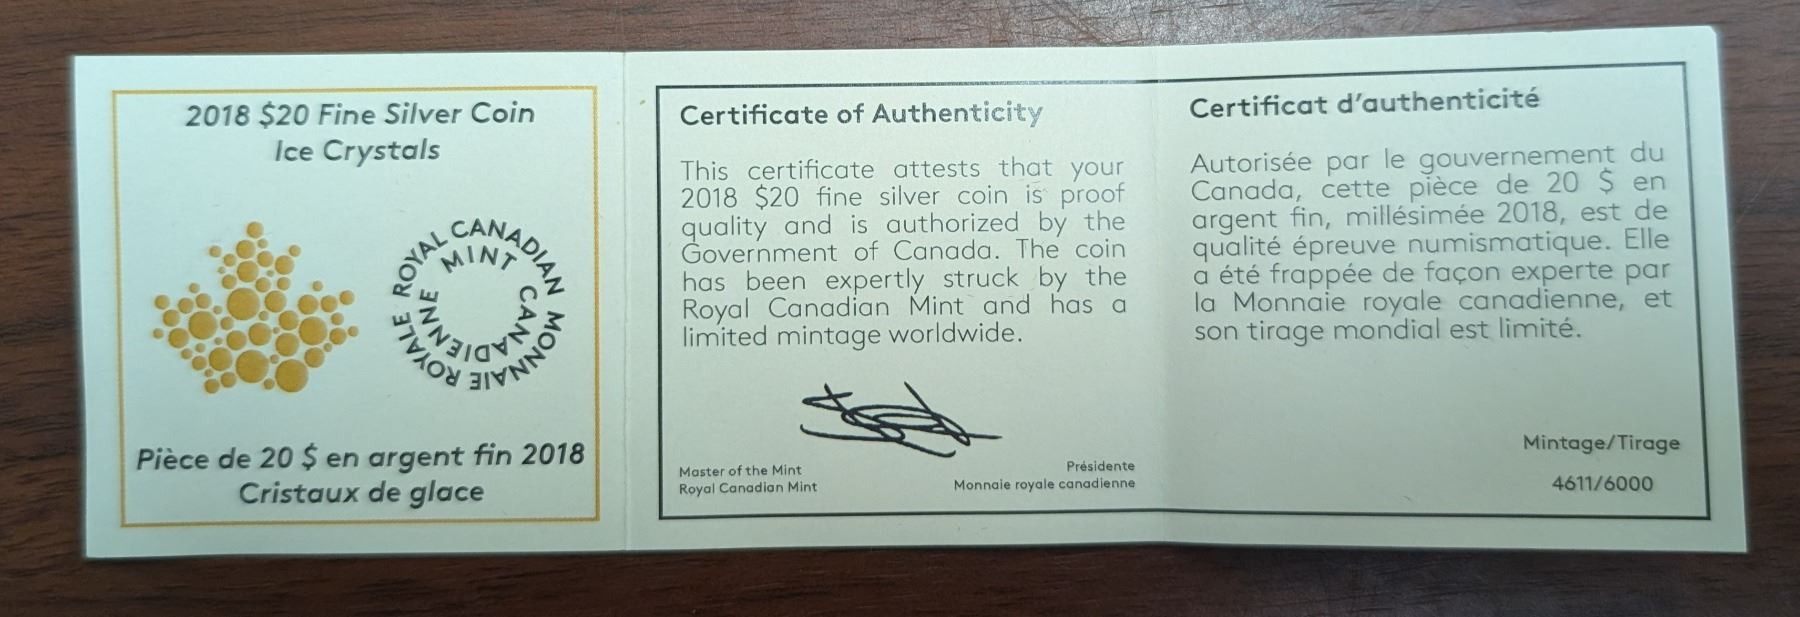 2018 $20 Fine Silver Coin
Ice Crystals
ROYAL CANADIAN MINT
MONNAIE ROYALE CANADIENNE
Pièce de 20 $ en argent fin 2018
Cristaux de glace
Certificate of Authenticity
This certificate attests that your
2018 $20 fine silver coin is proof
quality and is authorized by the
Government of Canada. The coin
has been expertly struck by the
Royal Canadian Mint and has a
limited mintage worldwide.
Master of the Mint
Royal Canadian Mint
Présidente
Monnaie royale canadienne
Certificat d'authenticité
Autorisée par le gouvernement du
Canada, cette pièce de 20 $ en
argent fin, millésimée 2018, est de
qualité épreuve numismatique. Elle
a été frappée de façon experte par
la Monnaie royale canadienne, et
son tirage mondial est limité.
Mintage/Tirage
4611/6000